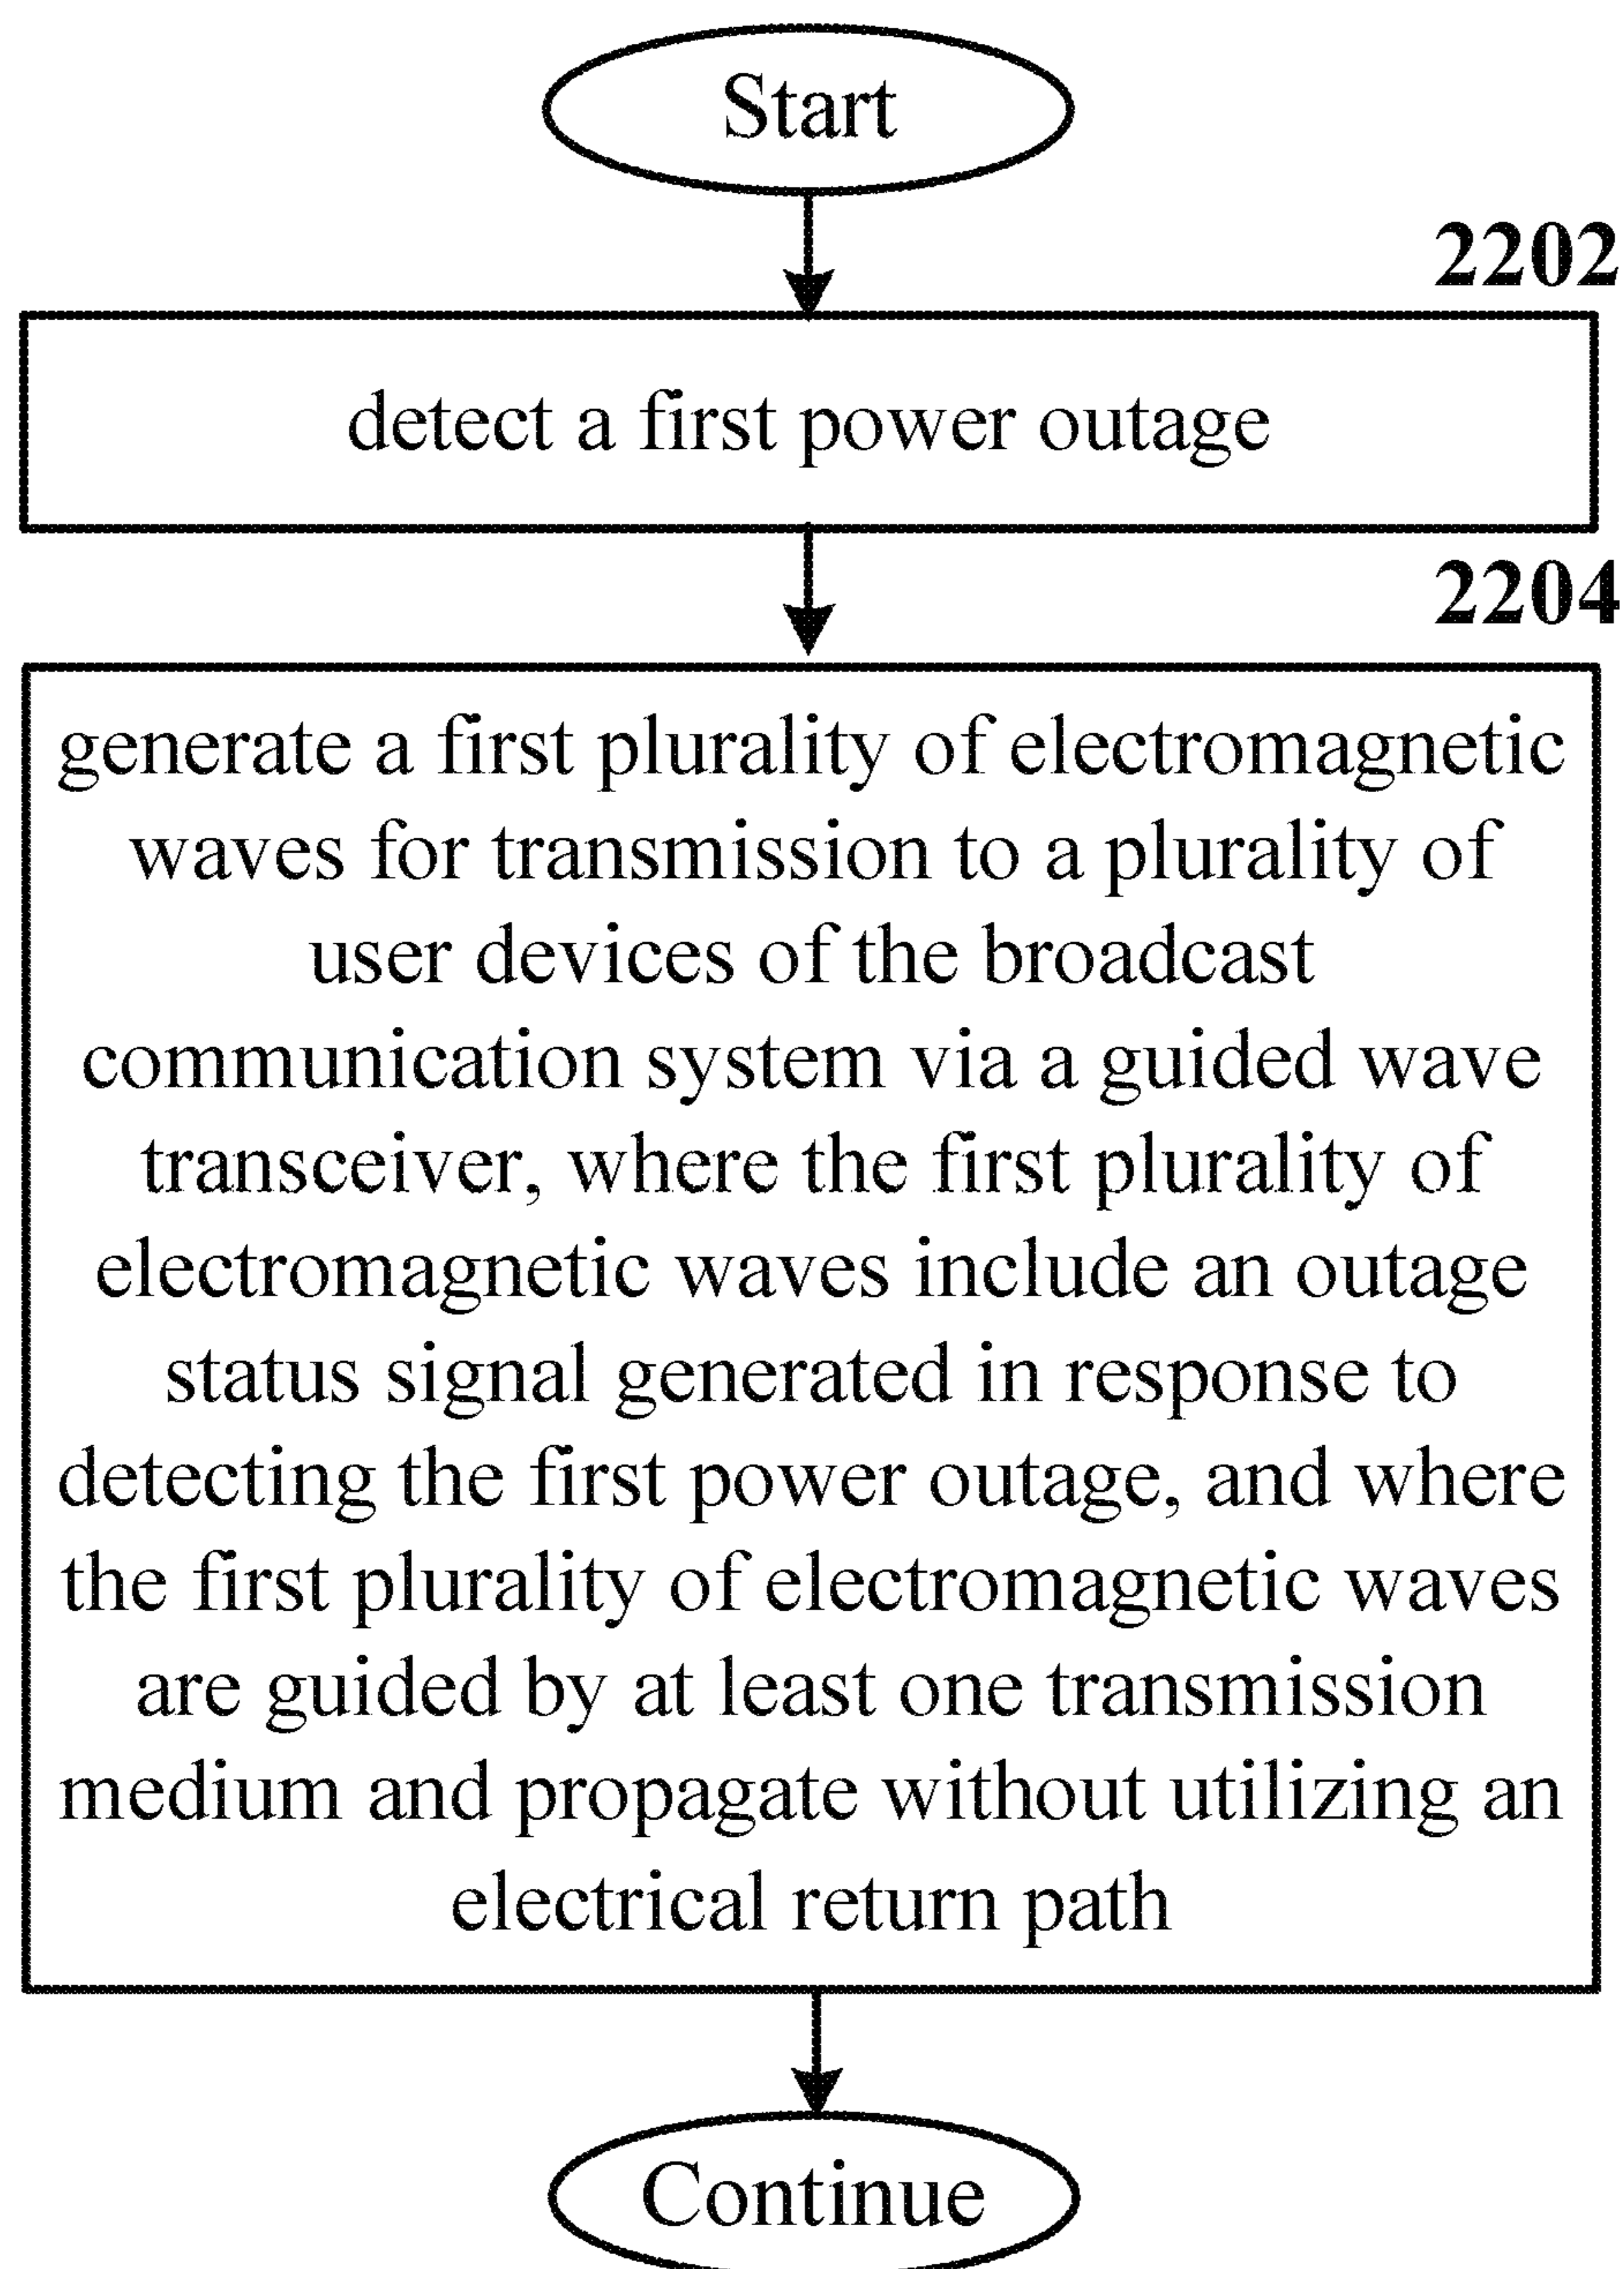 Start
2202
detect a first power outage
2204
generate a first plurality of electromagnetic
waves for transmission to a plurality of
user devices of the broadcast
communication system via a guided wave
transceiver, where the first plurality of
electromagnetic waves include an outage
status signal generated in response to
detecting the first power outage, and where
the first plurality of electromagnetic waves
are guided by at least one transmission
medium and propagate without utilizing an
electrical return path
Continue